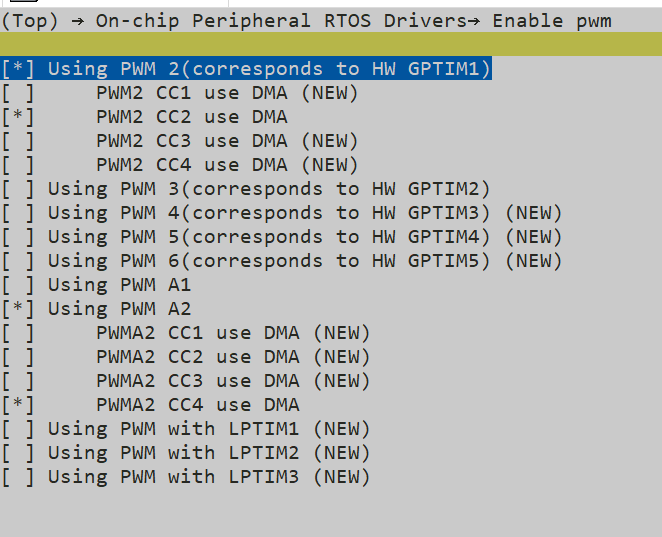 (Top) → On-chip Peripheral RTOS Drivers→ Enable pwm
[*] Using PWM 2(corresponds to HW GPTIM1)
[ ]     PWM2 CC1 use DMA (NEW)
[*]     PWM2 CC2 use DMA
[ ]     PWM2 CC3 use DMA (NEW)
[ ]     PWM2 CC4 use DMA (NEW)
[ ] Using PWM 3(corresponds to HW GPTIM2)
[ ] Using PWM 4(corresponds to HW GPTIM3) (NEW)
[ ] Using PWM 5(corresponds to HW GPTIM4) (NEW)
[ ] Using PWM 6(corresponds to HW GPTIM5) (NEW)
[ ] Using PWM A1
[*] Using PWM A2
[ ]     PWMA2 CC1 use DMA (NEW)
[ ]     PWMA2 CC2 use DMA (NEW)
[ ]     PWMA2 CC3 use DMA (NEW)
[*]     PWMA2 CC4 use DMA
[ ] Using PWM with LPTIM1 (NEW)
[ ] Using PWM with LPTIM2 (NEW)
[ ] Using PWM with LPTIM3 (NEW)